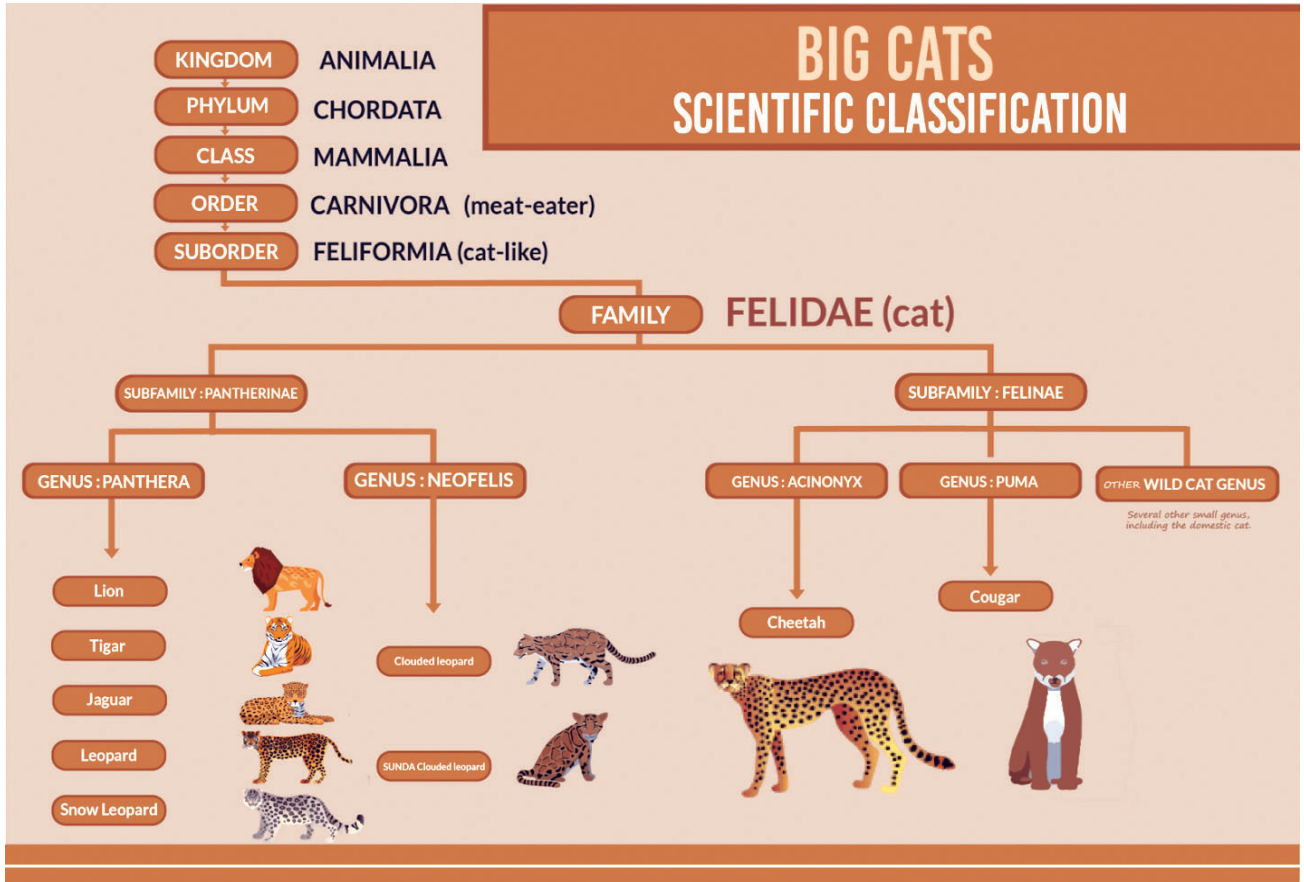 BIG CATS
SCIENTIFIC CLASSIFICATION
KINGDOM ANIMALIA
PHYLUM CHORDATA
CLASS MAMMALIA
ORDER CARNIVORA (meat-eater)
SUBORDER FELIFORMIA (cat-like)
FAMILY FELIDAE (cat)
SUBFAMILY : PANTHERINAE
SUBFAMILY : FELINAE
GENUS : PANTHERA
GENUS : NEOFELIS
GENUS : ACINONYX
GENUS : PUMA
OTHER WILD CAT GENUS
Several other small genus,
including the domestic cat.
Lion
Tigar
Jaguar
Leopard
Snow Leopard
Clouded leopard
SUNDA Clouded leopard
Cheetah
Cougar